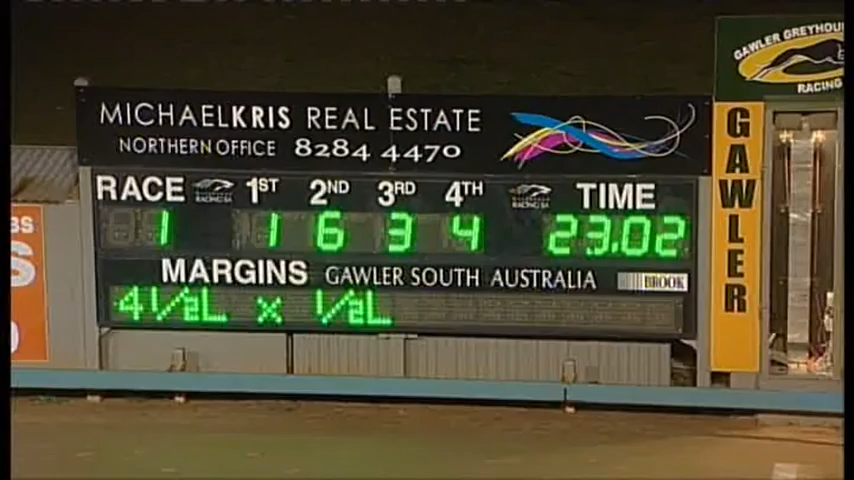 GAWLER GREYHOUND
RACING
MICHAELKRIS REAL ESTATE
NORTHERN OFFICE 8284 4470
RACE 1ST 2ND 3RD 4TH TIME
1 1 6 3 4 23.02
MARGINS GAWLER SOUTH AUSTRALIA BROOK
4½L x ½L
GAWLER
BS
S